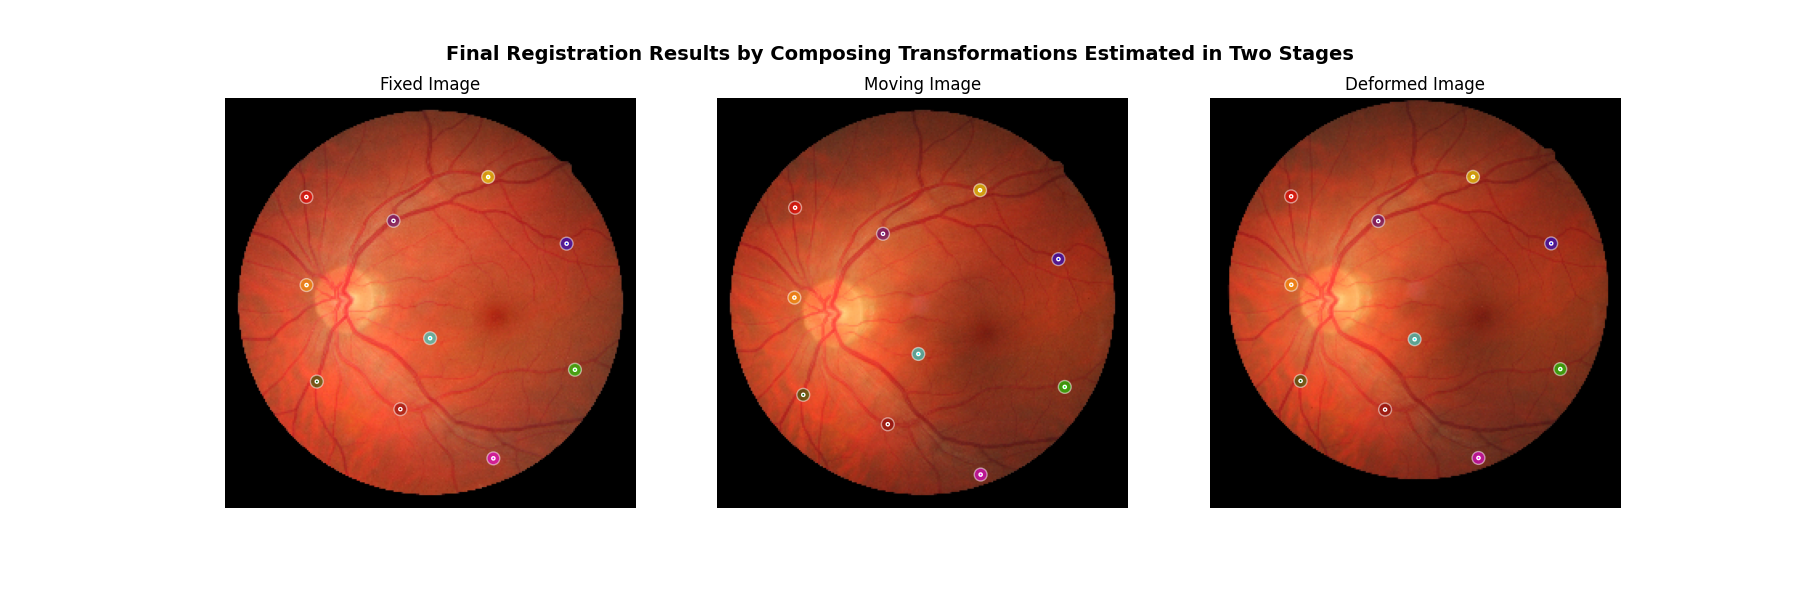 Final Registration Results by Composing Transformations Estimated in Two Stages
Fixed Image
Moving Image
Deformed Image